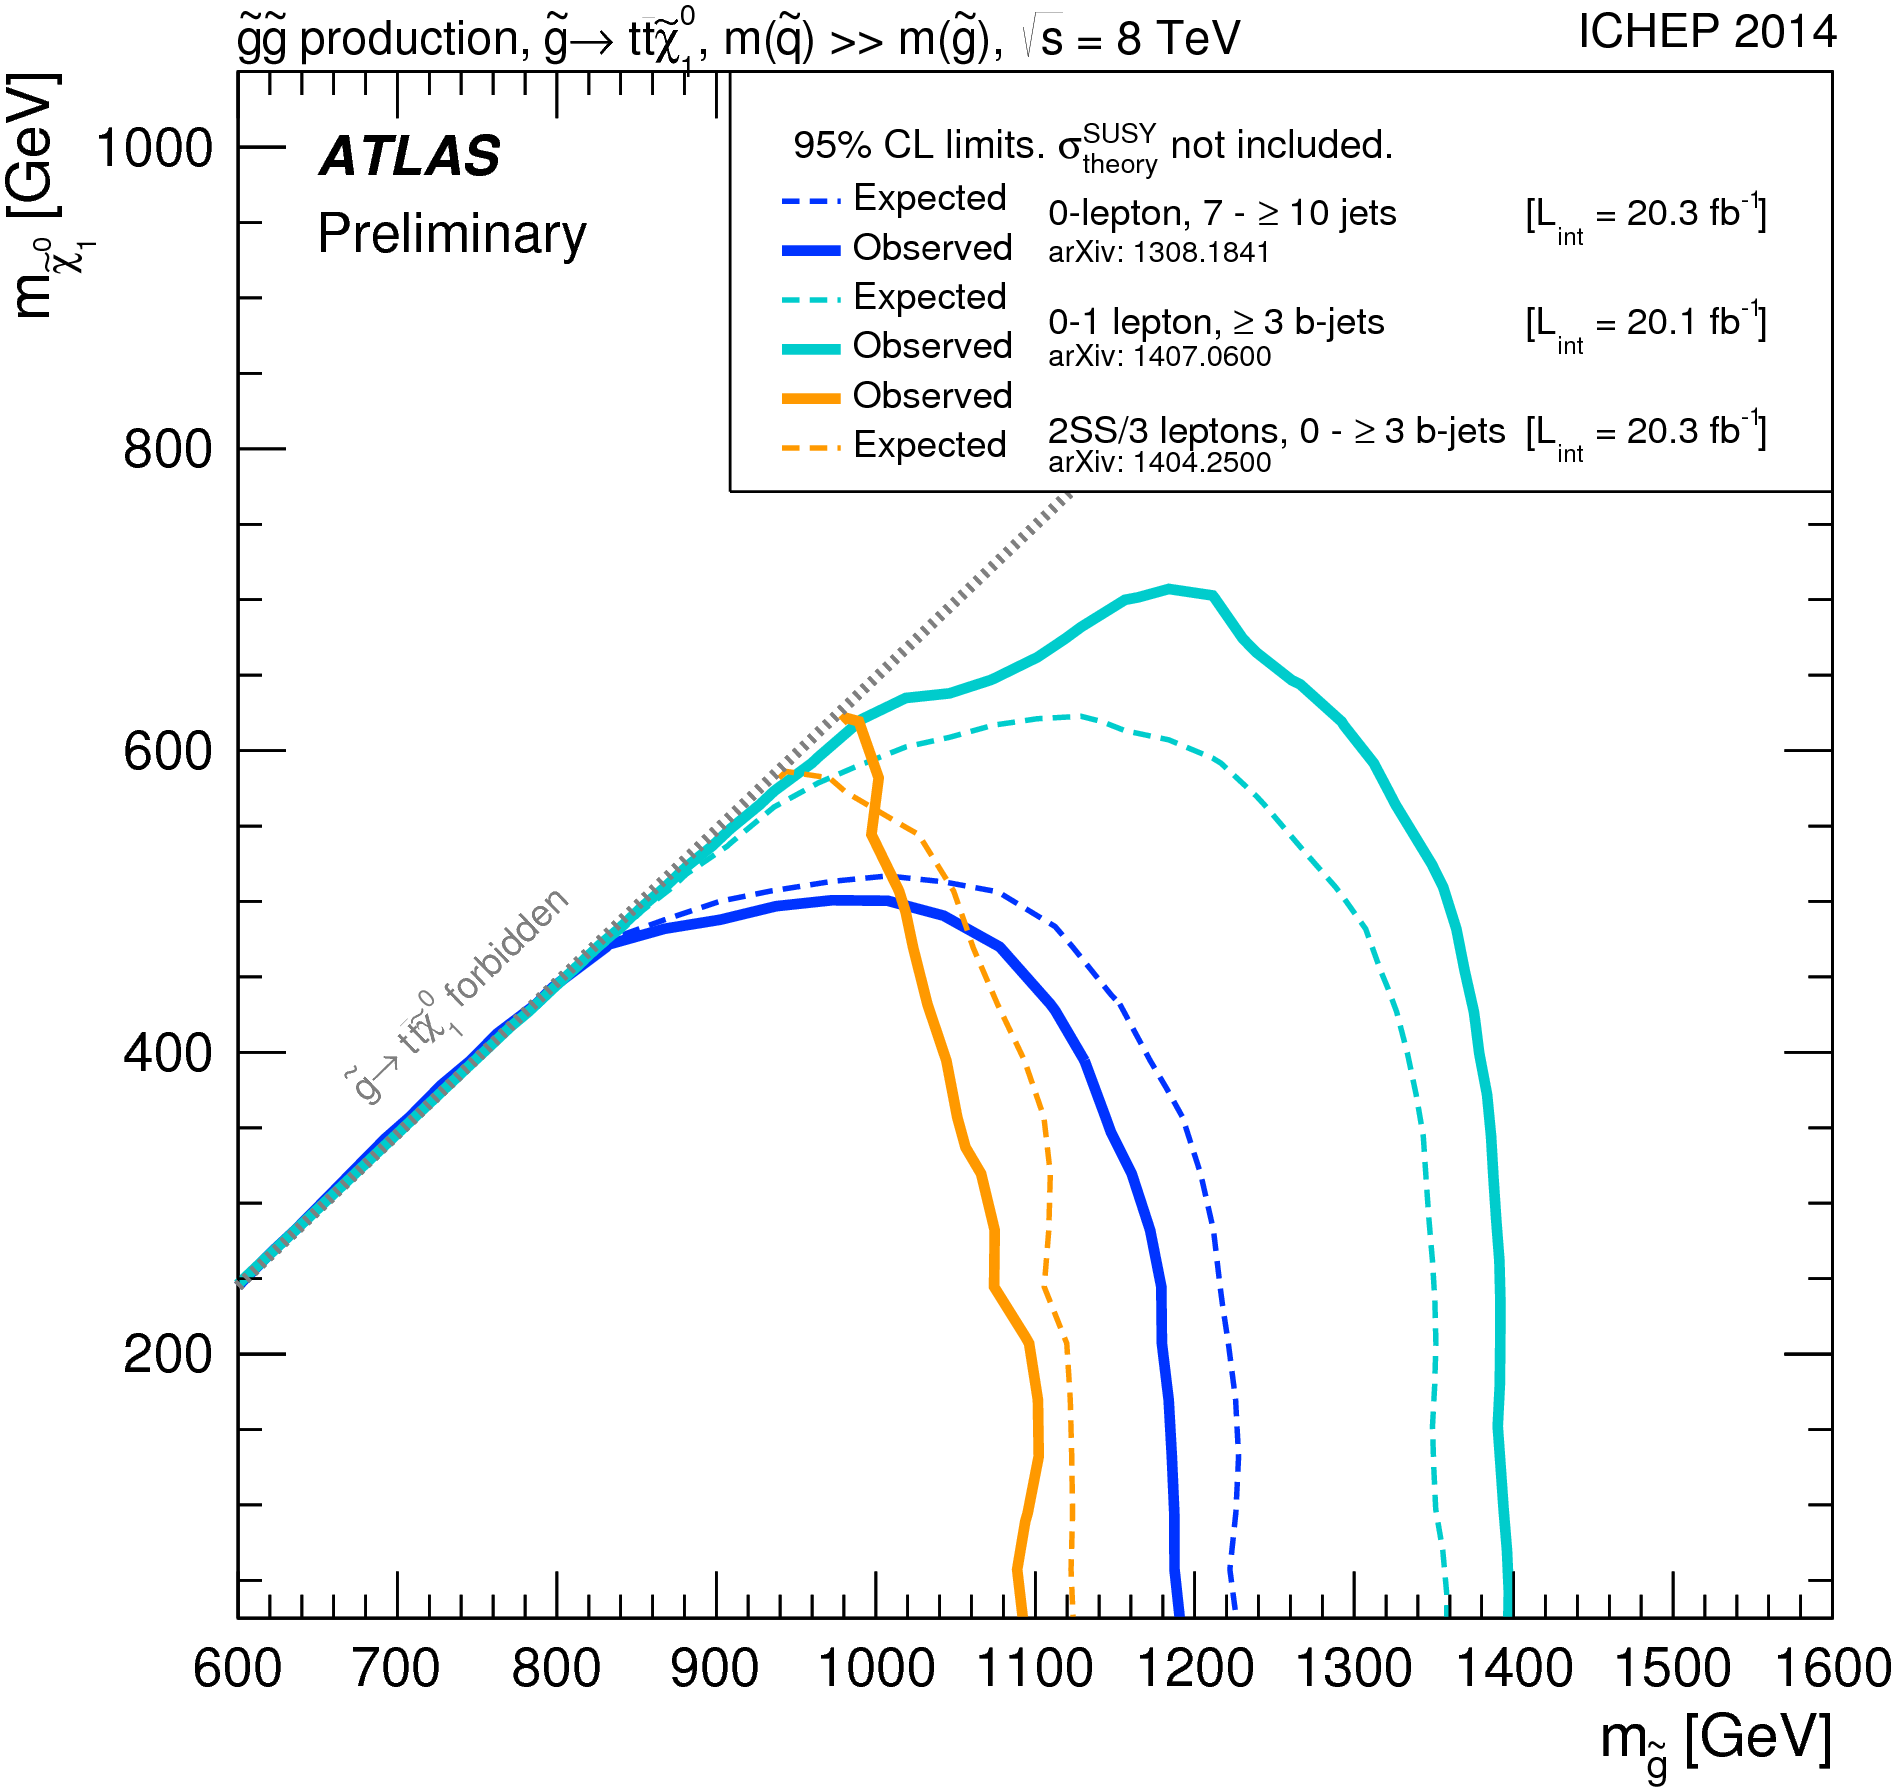 g̃g̃ production, g̃→ tt̄χ̃₁⁰, m(q̃) >> m(g̃), √s = 8 TeV
ICHEP 2014
m_χ̃₁⁰ [GeV]
ATLAS
Preliminary
95% CL limits. σ^SUSY_theory not included.
Expected
Observed
0-lepton, 7 - ≥ 10 jets [L_int = 20.3 fb⁻¹]
arXiv: 1308.1841
Expected
Observed
0-1 lepton, ≥ 3 b-jets [L_int = 20.1 fb⁻¹]
arXiv: 1407.0600
Observed
Expected
2SS/3 leptons, 0 - ≥ 3 b-jets [L_int = 20.3 fb⁻¹]
arXiv: 1404.2500
g̃→ tt̄χ̃₁⁰ forbidden
1000
800
600
400
200
600 700 800 900 1000 1100 1200 1300 1400 1500 1600
m_g̃ [GeV]